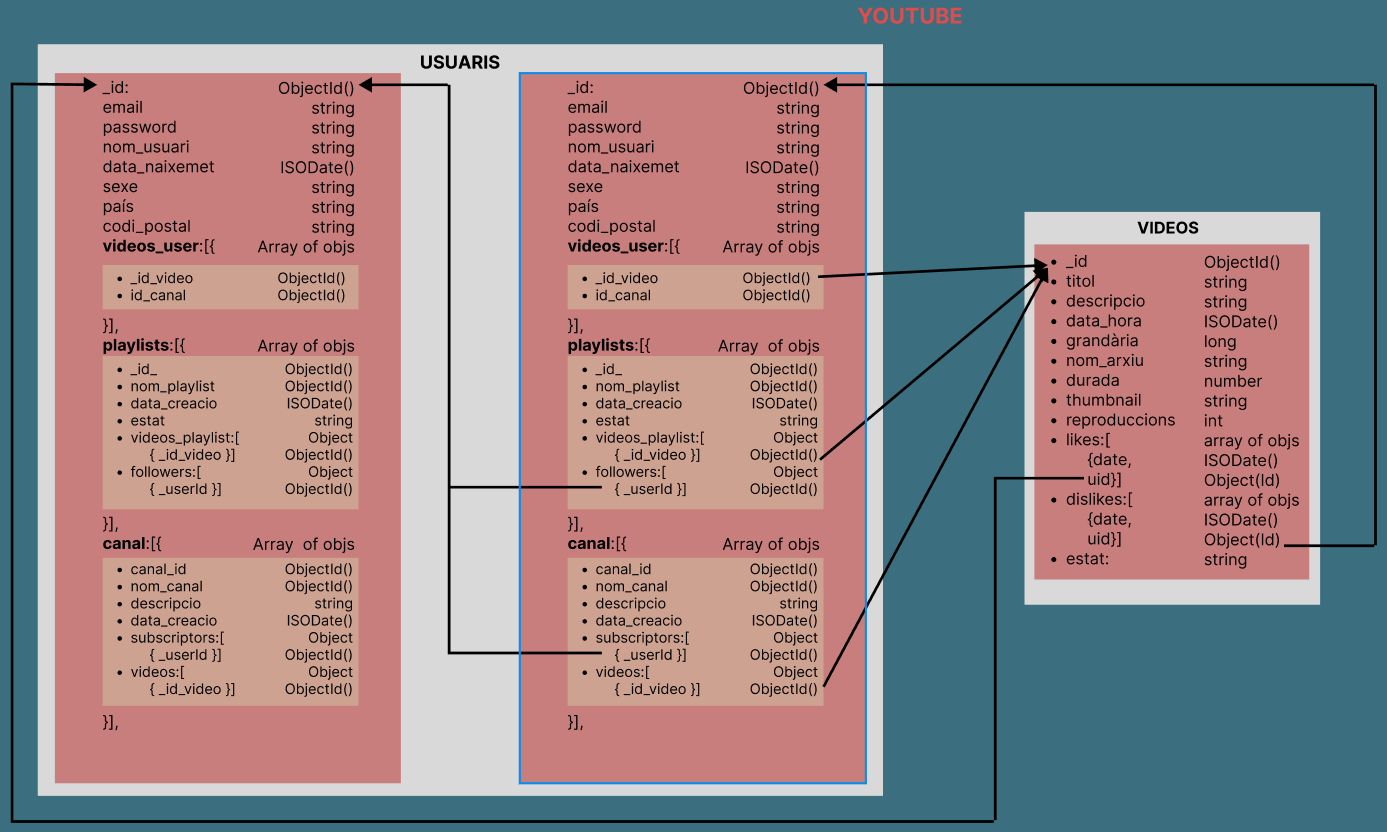 YOUTUBE
USUARIS
_id: ObjectId()
email string
password string
nom_usuari string
data_naixemet ISODate()
sexe string
país string
codi_postal string
videos_user:[{ Array of objs
• _id_video ObjectId()
• id_canal ObjectId()
}],
playlists:[{ Array of objs
• _id_ ObjectId()
• nom_playlist ObjectId()
• data_creacio ISODate()
• estat string
• videos_playlist:[ Object
{ _id_video }] ObjectId()
• followers:[ Object
{ _userId }] ObjectId()
}],
canal:[{ Array of objs
• canal_id ObjectId()
• nom_canal ObjectId()
• descripcio string
• data_creacio ISODate()
• subscriptors:[ Object
{ _userId }] ObjectId()
• videos:[ Object
{ _id_video }] ObjectId()
}],
_id: ObjectId()
email string
password string
nom_usuari string
data_naixemet ISODate()
sexe string
país string
codi_postal string
videos_user:[{ Array of objs
• _id_video ObjectId()
• id_canal ObjectId()
}],
playlists:[{ Array of objs
• _id_ ObjectId()
• nom_playlist ObjectId()
• data_creacio ISODate()
• estat string
• videos_playlist:[ Object
{ _id_video }] ObjectId()
• followers:[ Object
{ _userId }] ObjectId()
}],
canal:[{ Array of objs
• canal_id ObjectId()
• nom_canal ObjectId()
• descripcio string
• data_creacio ISODate()
• subscriptors:[ Object
{ _userId }] ObjectId()
• videos:[ Object
{ _id_video }] ObjectId()
}],
VIDEOS
• _id ObjectId()
• titol string
• descripcio string
• data_hora ISODate()
• grandària long
• nom_arxiu string
• durada number
• thumbnail string
• reproduccions int
• likes:[ array of objs
{date, ISODate()
uid}] Object(Id)
• dislikes:[ array of objs
{date, ISODate()
uid}] Object(Id)
• estat: string